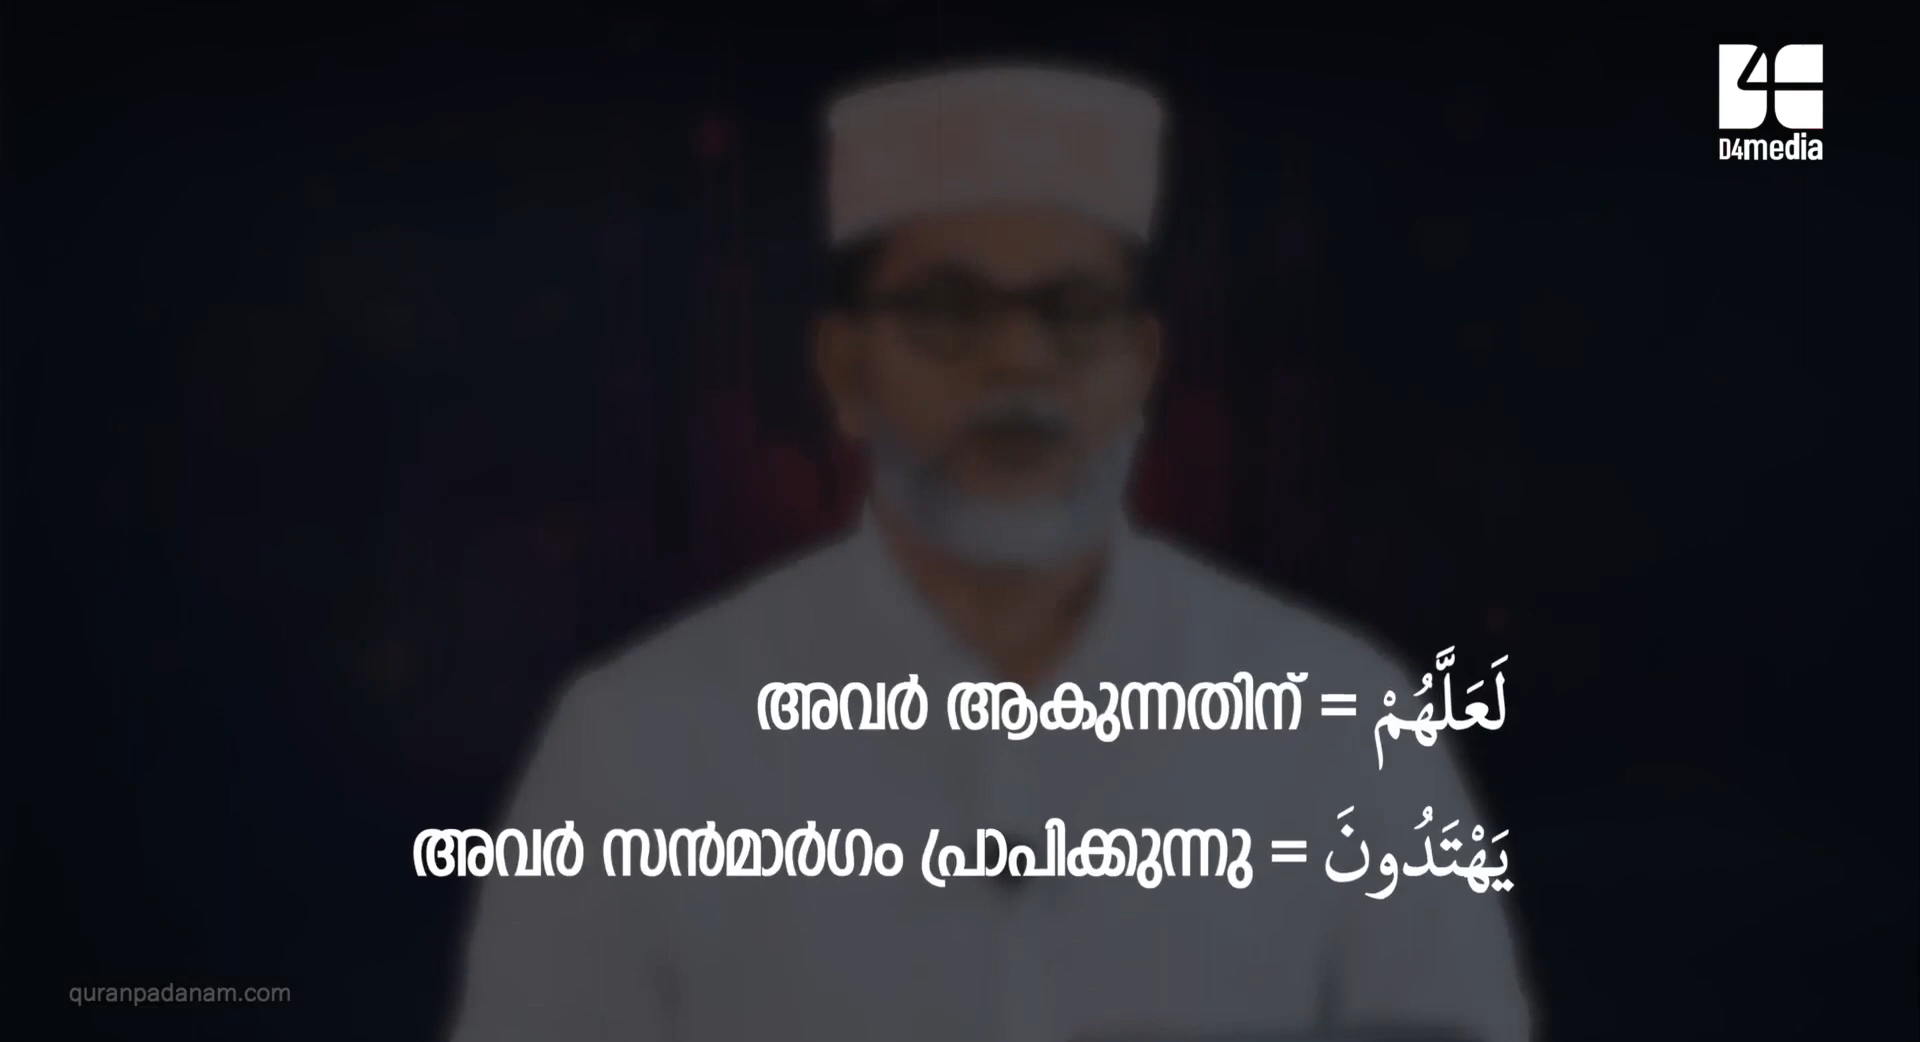 D4media
അവർ ആകുന്നതിന് = لَعَلَّهُمْ
അവർ സൻമാർഗം പ്രാപിക്കുന്നു = يَهْتَدُونَ
quranpadanam.com